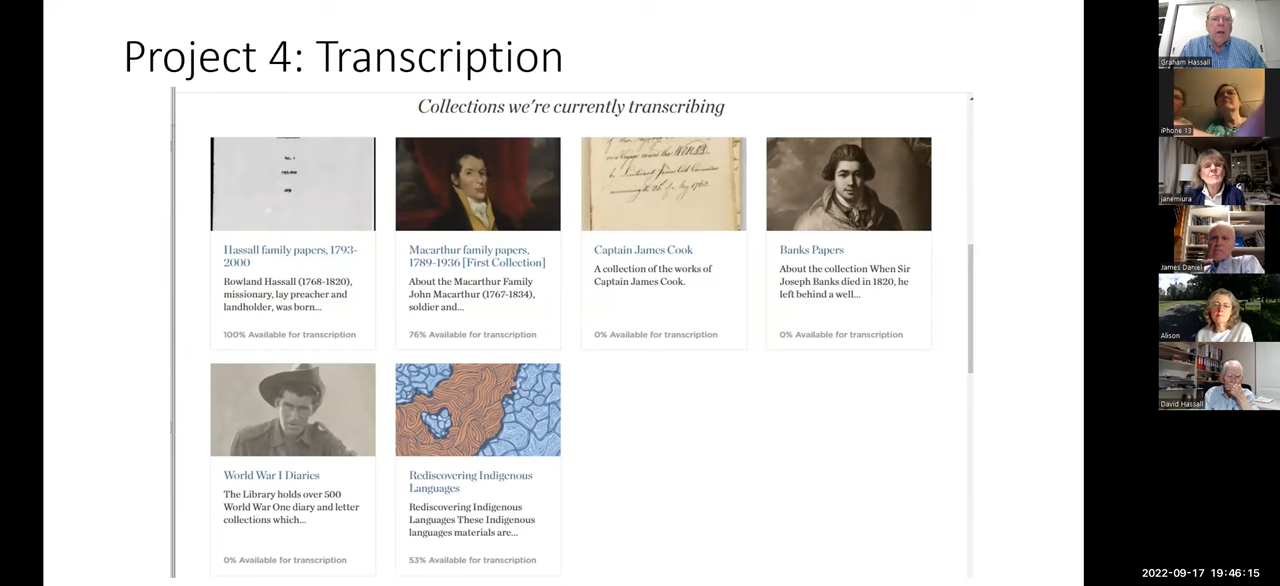 Project 4: Transcription
Collections we're currently transcribing
Hassall family papers, 1793-
2000
Rowland Hassall (1768-1820),
missionary, lay preacher and
landholder, was born...
100% Available for transcription
Macarthur family papers,
1789-1936 [First Collection]
About the Macarthur Family
John Macarthur (1767-1834),
soldier and...
76% Available for transcription
Captain James Cook
A collection of the works of
Captain James Cook.
0% Available for transcription
Banks Papers
About the collection When Sir
Joseph Banks died in 1820, he
left behind a well...
0% Available for transcription
World War I Diaries
The Library holds over 500
World War One diary and letter
collections which...
0% Available for transcription
Rediscovering Indigenous
Languages
Rediscovering Indigenous
Languages These Indigenous
languages materials are...
53% Available for transcription
Graham Hassall
iPhone 13
janemiura
James Daniel
Alison
David Hassall
2022-09-17 19:46:15